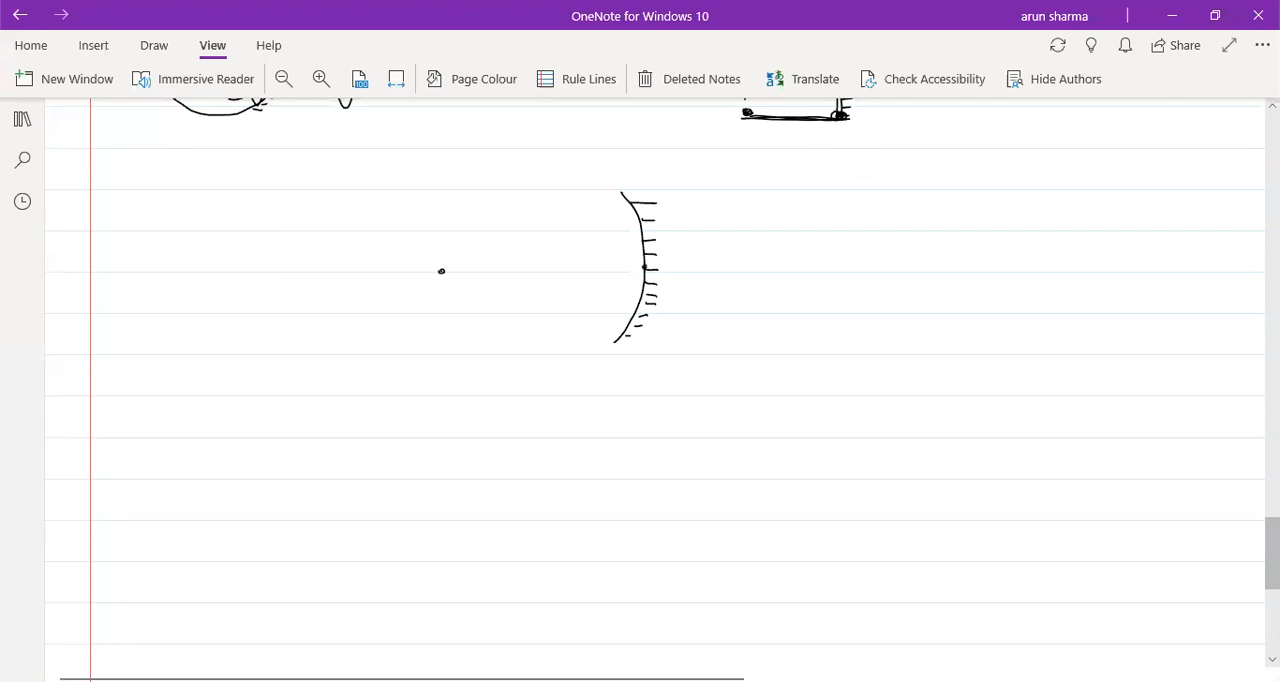 OneNote for Windows 10
arun sharma
Home Insert Draw View Help
Share
New Window Immersive Reader 100 Page Colour Rule Lines Deleted Notes Translate Check Accessibility Hide Authors